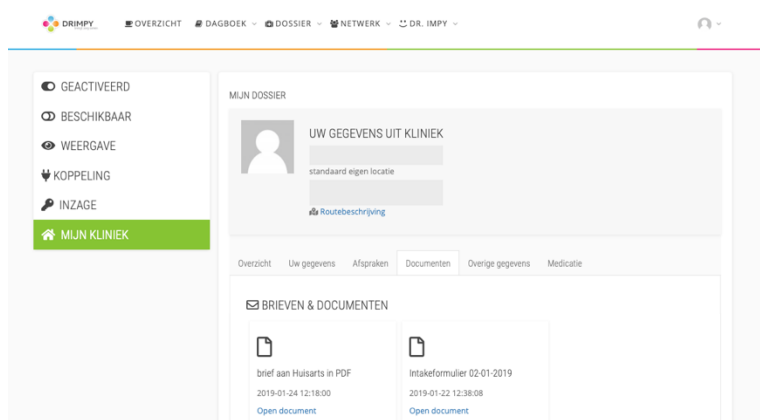 DRIMPY
OVERZICHT DAGBOEK DOSSIER NETWERK DR. IMPY
GEACTIVEERD
BESCHIKBAAR
WEERGAVE
KOPPELING
INZAGE
MIJN KLINIEK
MIJN DOSSIER
UW GEGEVENS UIT KLINIEK
standaard eigen locatie
Routebeschrijving
Overzicht Uw gegevens Afspraken Documenten Overige gegevens Medicatie
BRIEVEN & DOCUMENTEN
brief aan Huisarts in PDF
2019-01-24 12:18:00
Open document
Intakeformulier 02-01-2019
2019-01-22 12:38:08
Open document